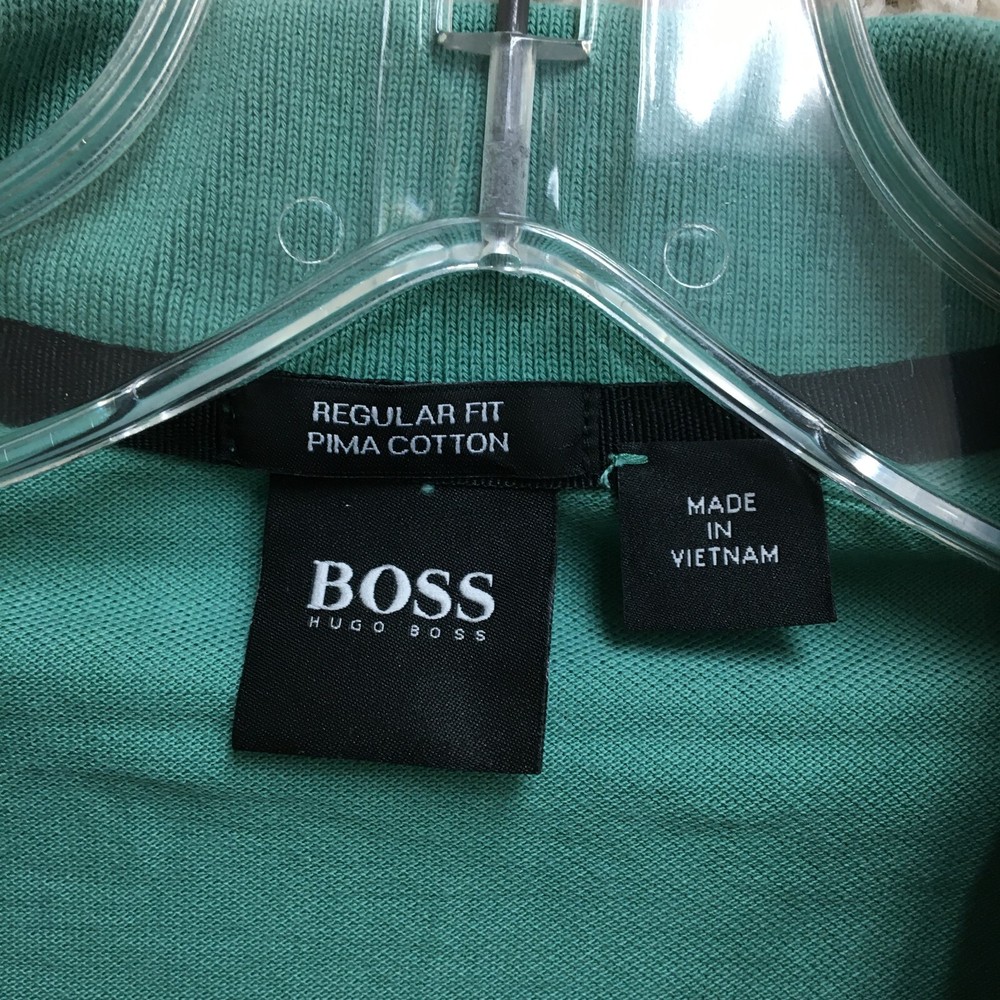 REGULAR FIT
PIMA COTTON
BOSS
HUGO BOSS
MADE
IN
VIETNAM